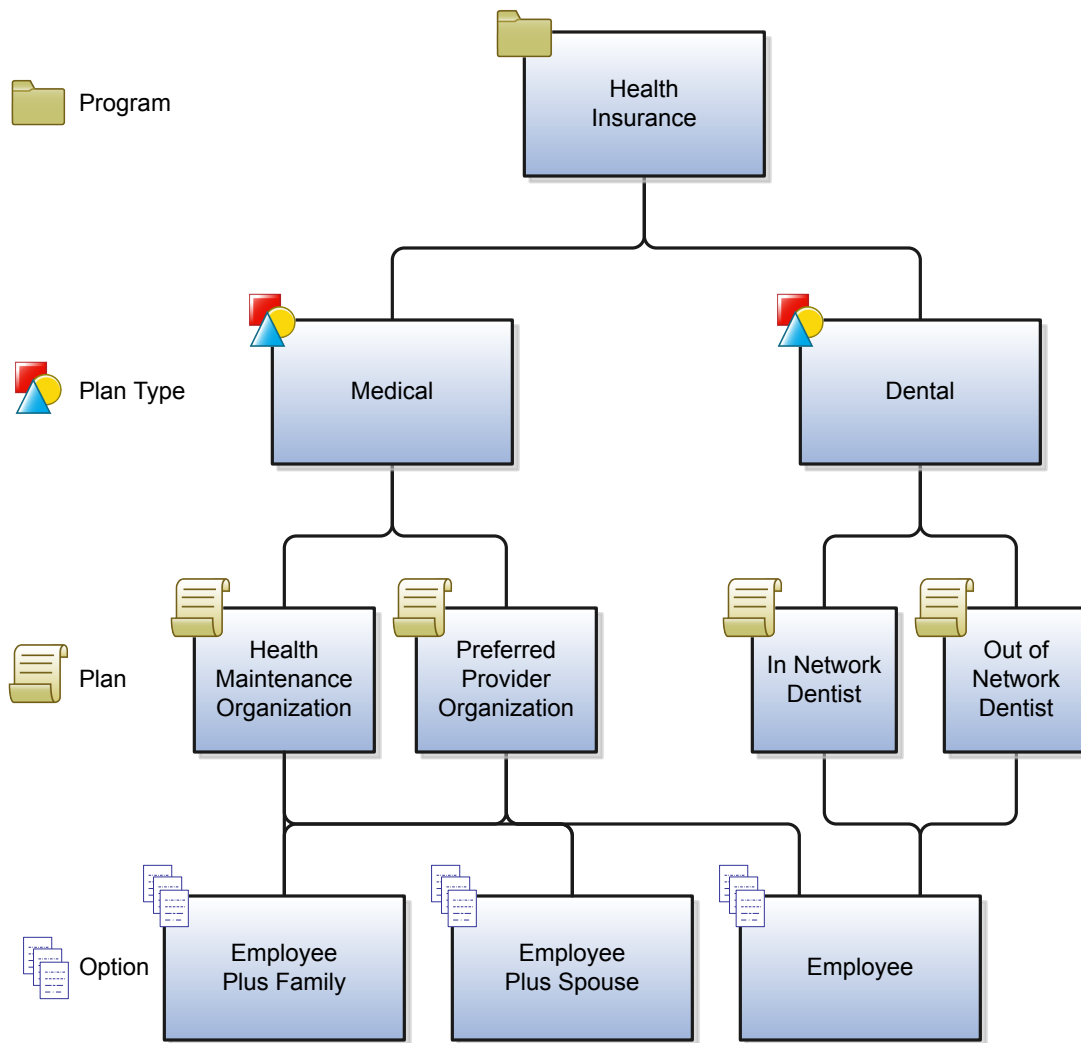 Program
Health
Insurance
Plan Type
Medical
Dental
Plan
Health
Maintenance
Organization
Preferred
Provider
Organization
In Network
Dentist
Out of
Network
Dentist
Option
Employee
Plus Family
Employee
Plus Spouse
Employee